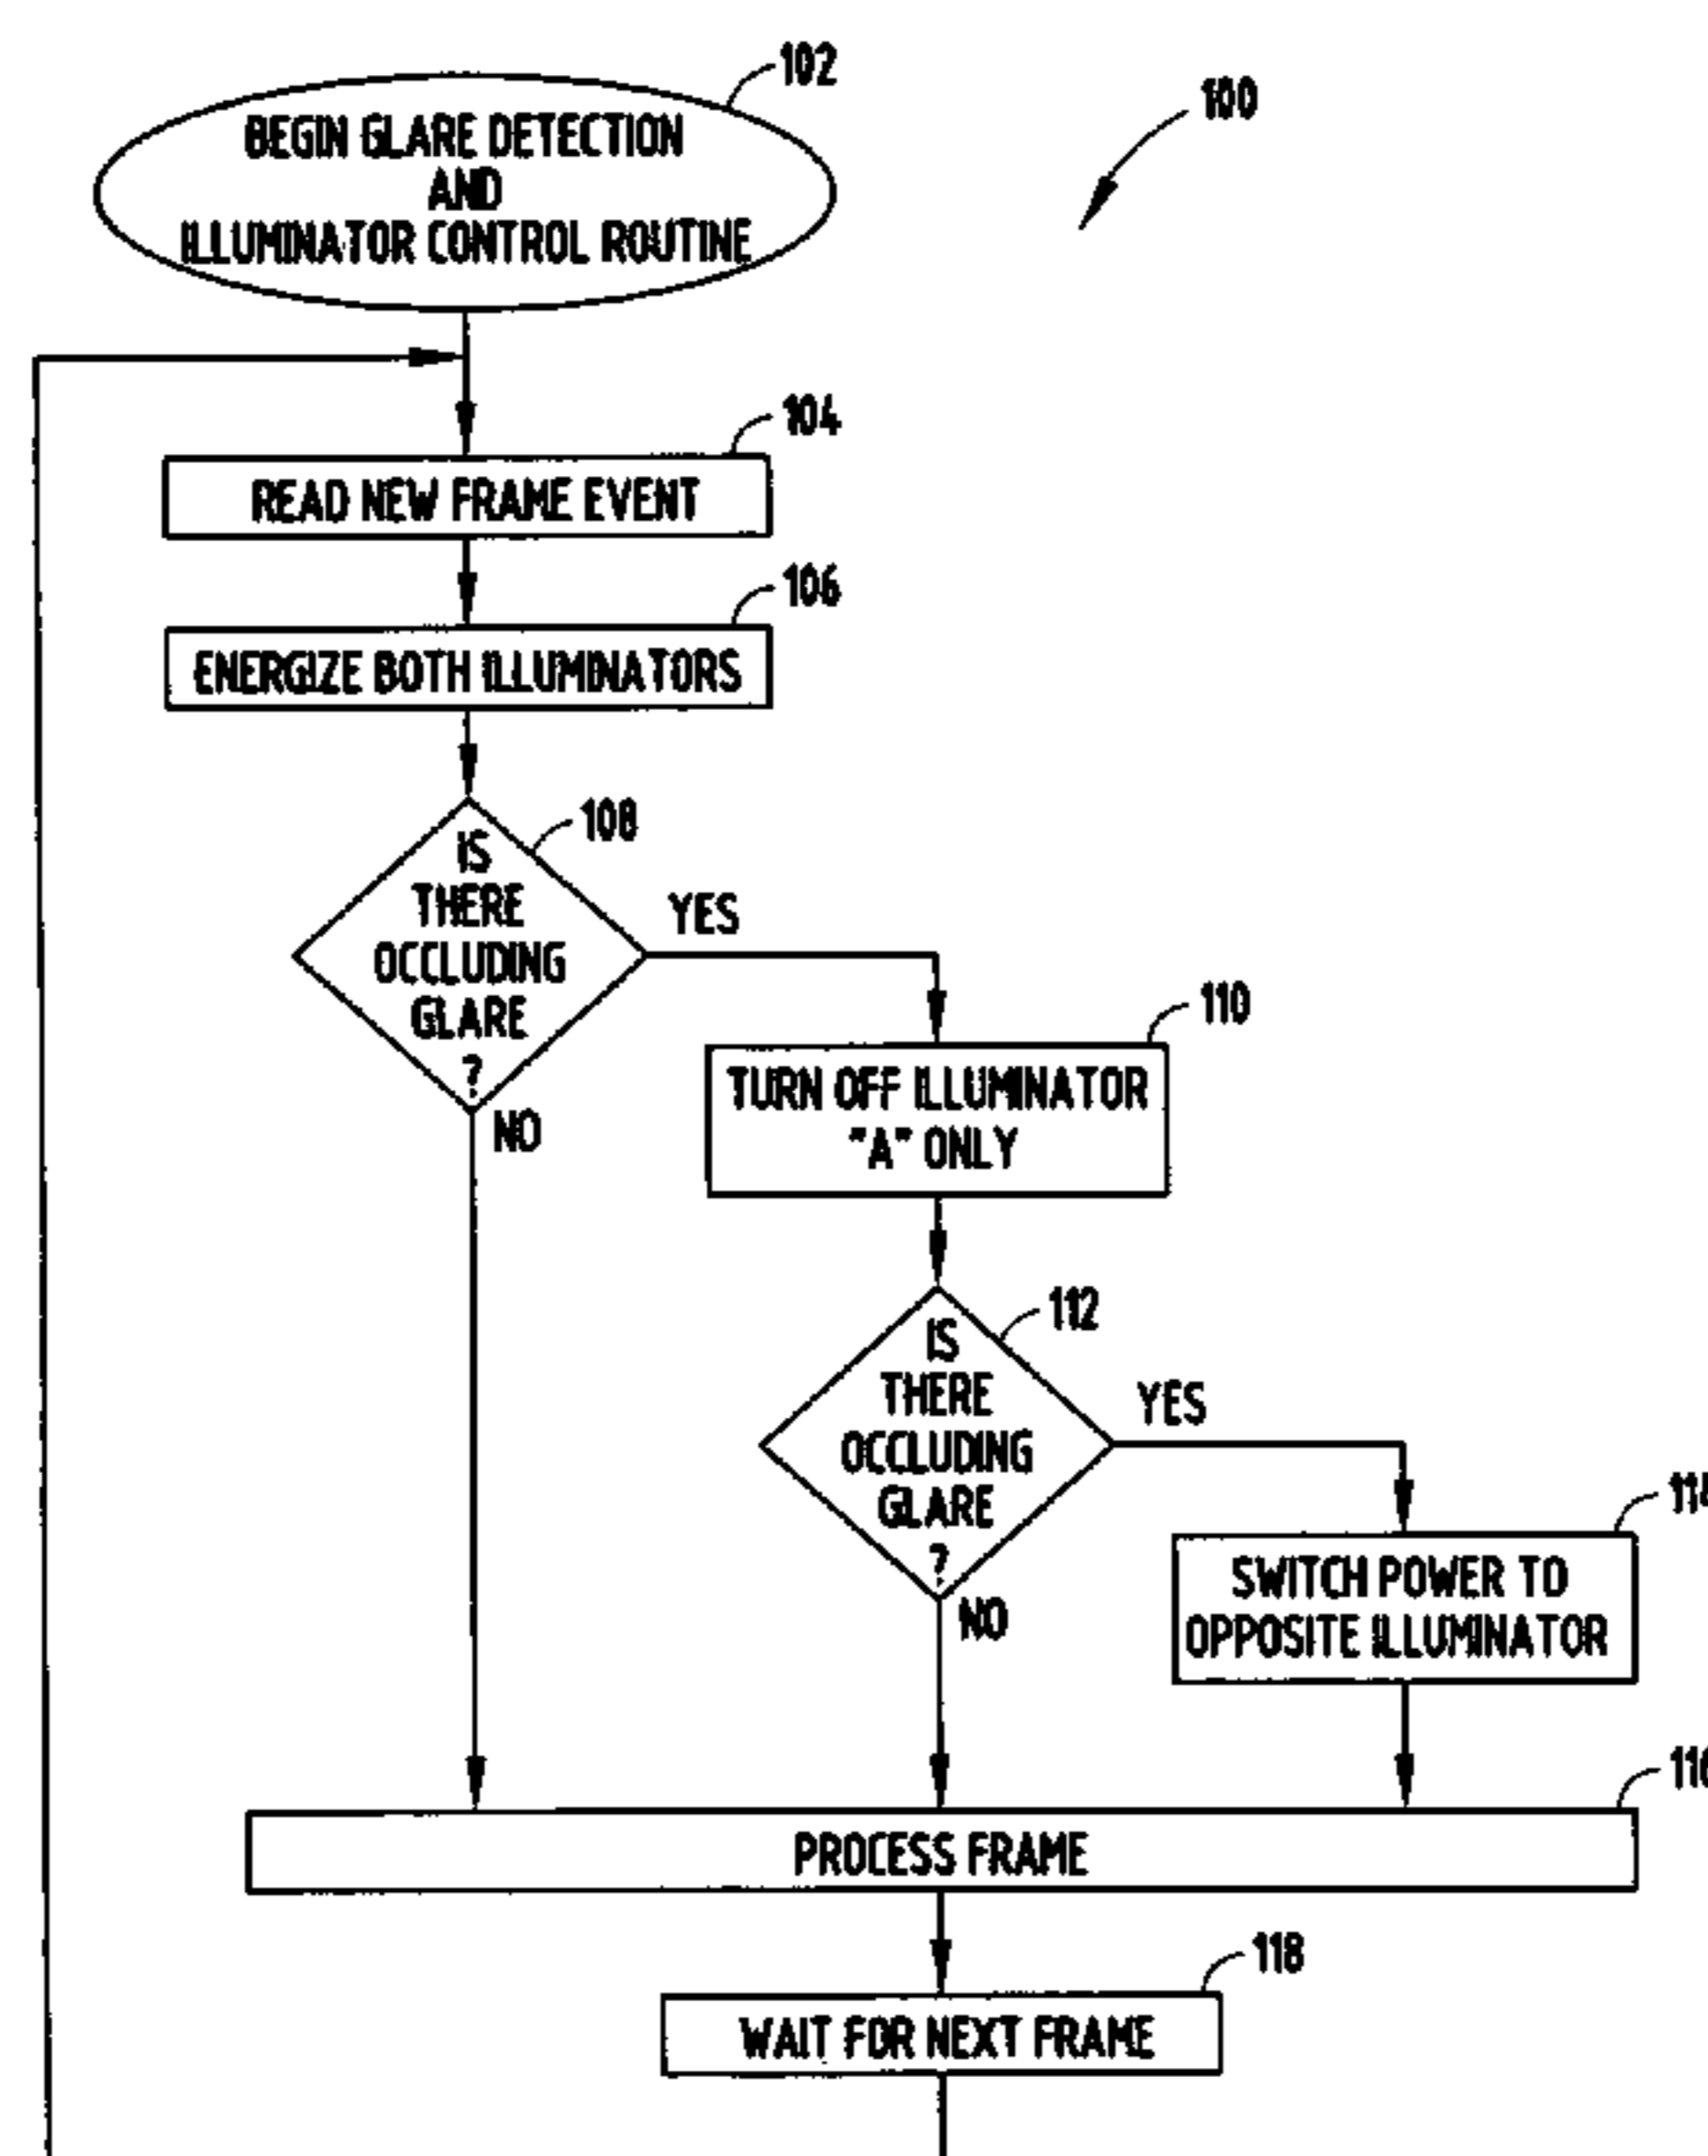 102
100
BEGIN GLARE DETECTION
AND
ILLUMINATOR CONTROL ROUTINE
104
READ NEW FRAME EVENT
106
ENERGIZE BOTH ILLUMINATORS
108
IS
THERE
OCCLUDING
GLARE
?
YES
NO
110
TURN OFF ILLUMINATOR
"A" ONLY
112
IS
THERE
OCCLUDING
GLARE
?
YES
NO
SWITCH POWER TO
OPPOSITE ILLUMINATOR
PROCESS FRAME
118
WAIT FOR NEXT FRAME